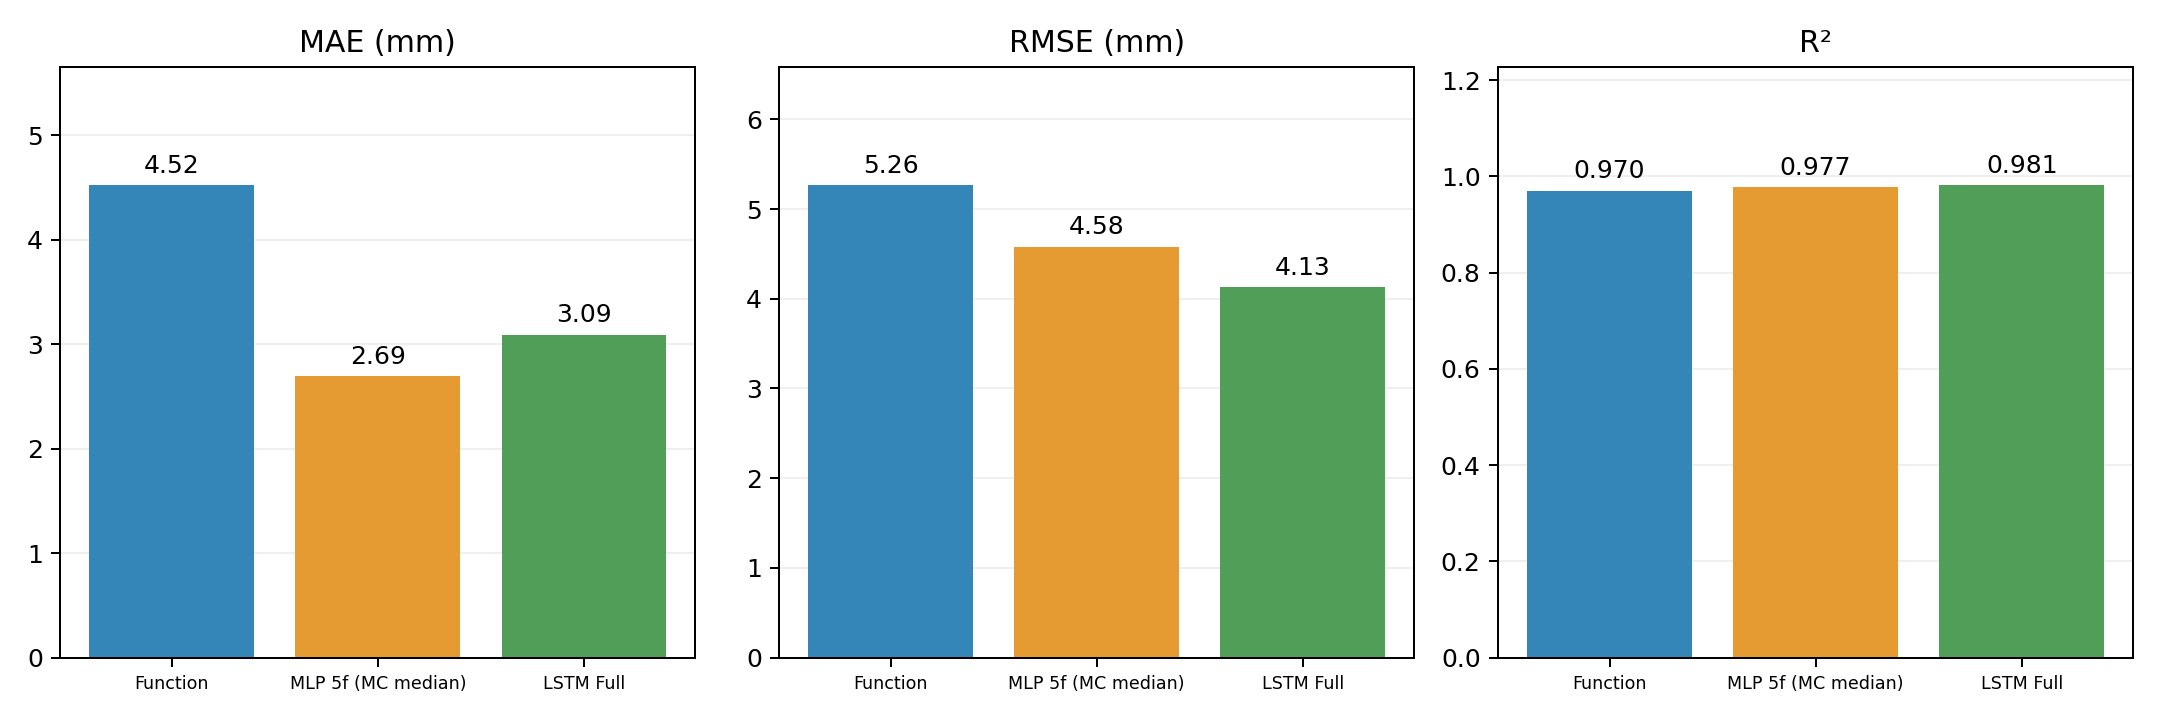 MAE (mm)
5
4
3
2
1
0
4.52
2.69
3.09
Function
MLP 5f (MC median)
LSTM Full
RMSE (mm)
6
5
4
3
2
1
0
5.26
4.58
4.13
Function
MLP 5f (MC median)
LSTM Full
R²
1.2
1.0
0.8
0.6
0.4
0.2
0.0
0.970
0.977
0.981
Function
MLP 5f (MC median)
LSTM Full